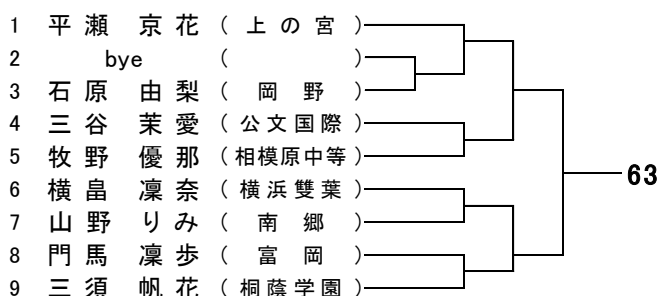 1 平瀬 京花 (上の宮)
2 bye ( )
3 石原 由梨 (岡野)
4 三谷 茉愛 (公文国際)
5 牧野 優那 (相模原中等)
6 横畠 凜奈 (横浜雙葉)
7 山野 りみ (南郷)
8 門馬 凜歩 (富岡)
9 三須 帆花 (桐蔭学園)
63